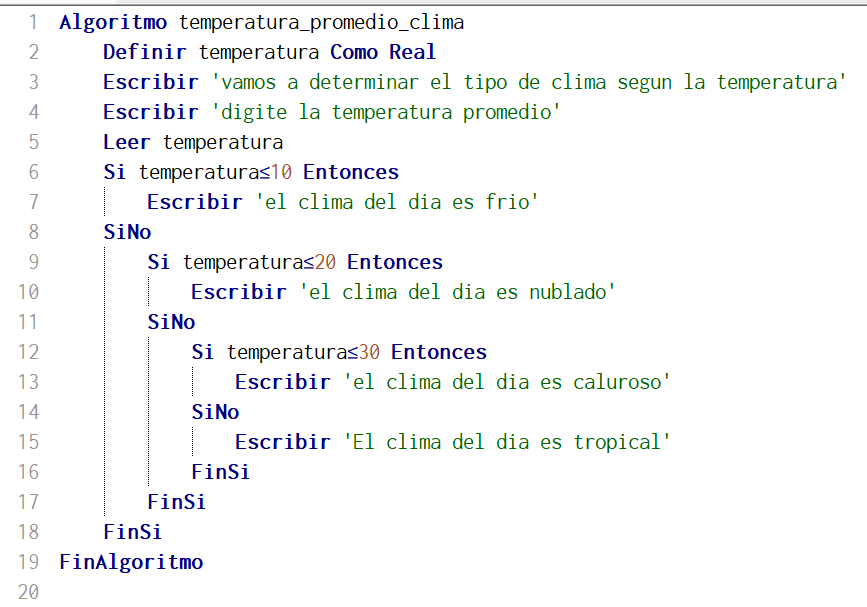 1 Algoritmo temperatura_promedio_clima
2 Definir temperatura Como Real
3 Escribir 'vamos a determinar el tipo de clima segun la temperatura'
4 Escribir 'digite la temperatura promedio'
5 Leer temperatura
6 Si temperatura≤10 Entonces
7 Escribir 'el clima del dia es frio'
8 SiNo
9 Si temperatura≤20 Entonces
10 Escribir 'el clima del dia es nublado'
11 SiNo
12 Si temperatura≤30 Entonces
13 Escribir 'el clima del dia es caluroso'
14 SiNo
15 Escribir 'El clima del dia es tropical'
16 FinSi
17 FinSi
18 FinSi
19 FinAlgoritmo
20